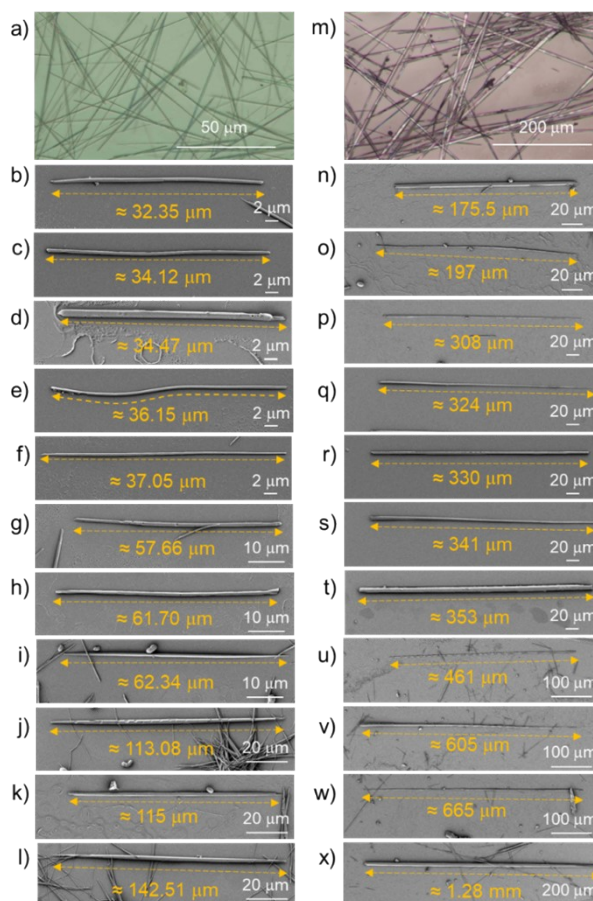 a)
50 μm
b)
≈ 32.35 μm
2 μm
c)
≈ 34.12 μm
2 μm
d)
≈ 34.47 μm
2 μm
e)
≈ 36.15 μm
2 μm
f)
≈ 37.05 μm
2 μm
g)
≈ 57.66 μm
10 μm
h)
≈ 61.70 μm
10 μm
i)
≈ 62.34 μm
10 μm
j)
≈ 113.08 μm
20 μm
k)
≈ 115 μm
20 μm
l)
≈ 142.51 μm
20 μm
m)
200 μm
n)
≈ 175.5 μm
20 μm
o)
≈ 197 μm
20 μm
p)
≈ 308 μm
20 μm
q)
≈ 324 μm
20 μm
r)
≈ 330 μm
20 μm
s)
≈ 341 μm
20 μm
t)
≈ 353 μm
20 μm
u)
≈ 461 μm
100 μm
v)
≈ 605 μm
100 μm
w)
≈ 665 μm
100 μm
x)
≈ 1.28 mm
200 μm